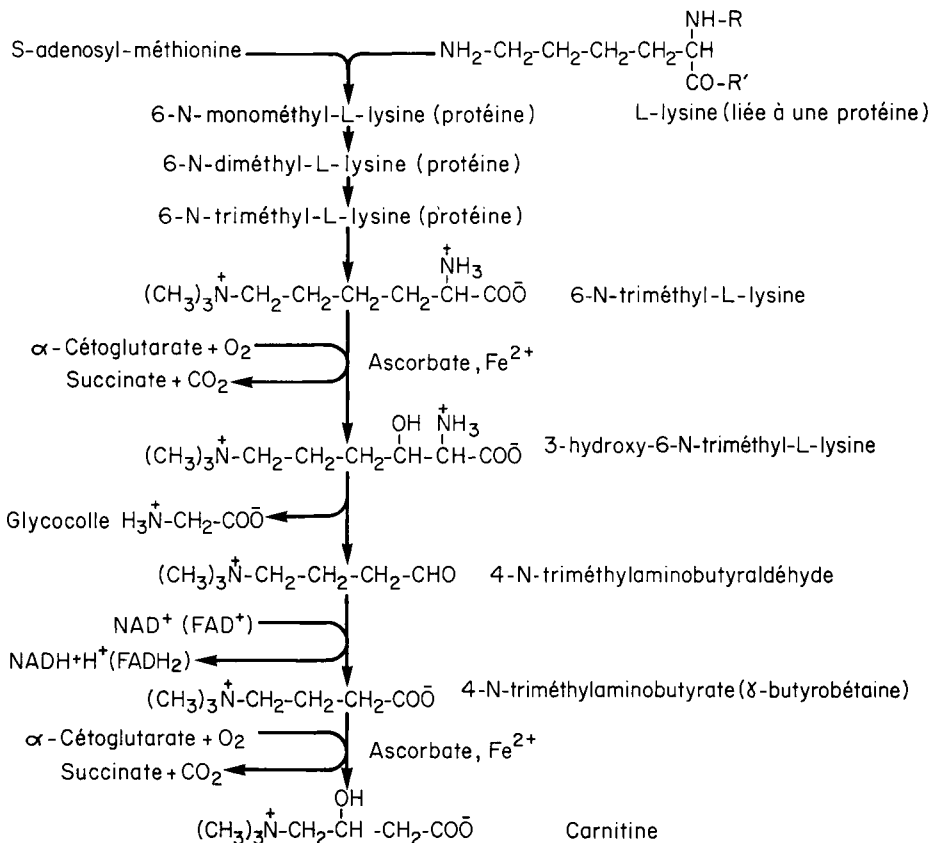 NH-R
S-adenosyl-méthionine
NH₂-CH₂-CH₂-CH₂-CH₂-CH
CO-R'
L-lysine (liée à une protéine)
6-N-monométhyl-L-lysine (protéine)
6-N-diméthyl-L-lysine (protéine)
6-N-triméthyl-L-lysine (protéine)
N⁺H₃
(CH₃)₃N⁺-CH₂-CH₂-CH₂-CH₂-CH-COO⁻
6-N-triméthyl-L-lysine
α-Cétoglutarate + O₂
Ascorbate, Fe²⁺
Succinate + CO₂
OH N⁺H₃
(CH₃)₃N⁺-CH₂-CH₂-CH₂-CH-CH-COO⁻
3-hydroxy-6-N-triméthyl-L-lysine
Glycocolle H₃N⁺-CH₂-COO⁻
(CH₃)₃N⁺-CH₂-CH₂-CH₂-CHO
4-N-triméthylaminobutyraldéhyde
NAD⁺ (FAD⁺)
NADH+H⁺(FADH₂)
(CH₃)₃N⁺-CH₂-CH₂-CH₂-COO⁻
4-N-triméthylaminobutyrate (γ-butyrobétaine)
α-Cétoglutarate + O₂
Ascorbate, Fe²⁺
Succinate + CO₂
OH
(CH₃)₃N⁺-CH₂-CH -CH₂-COO⁻
Carnitine